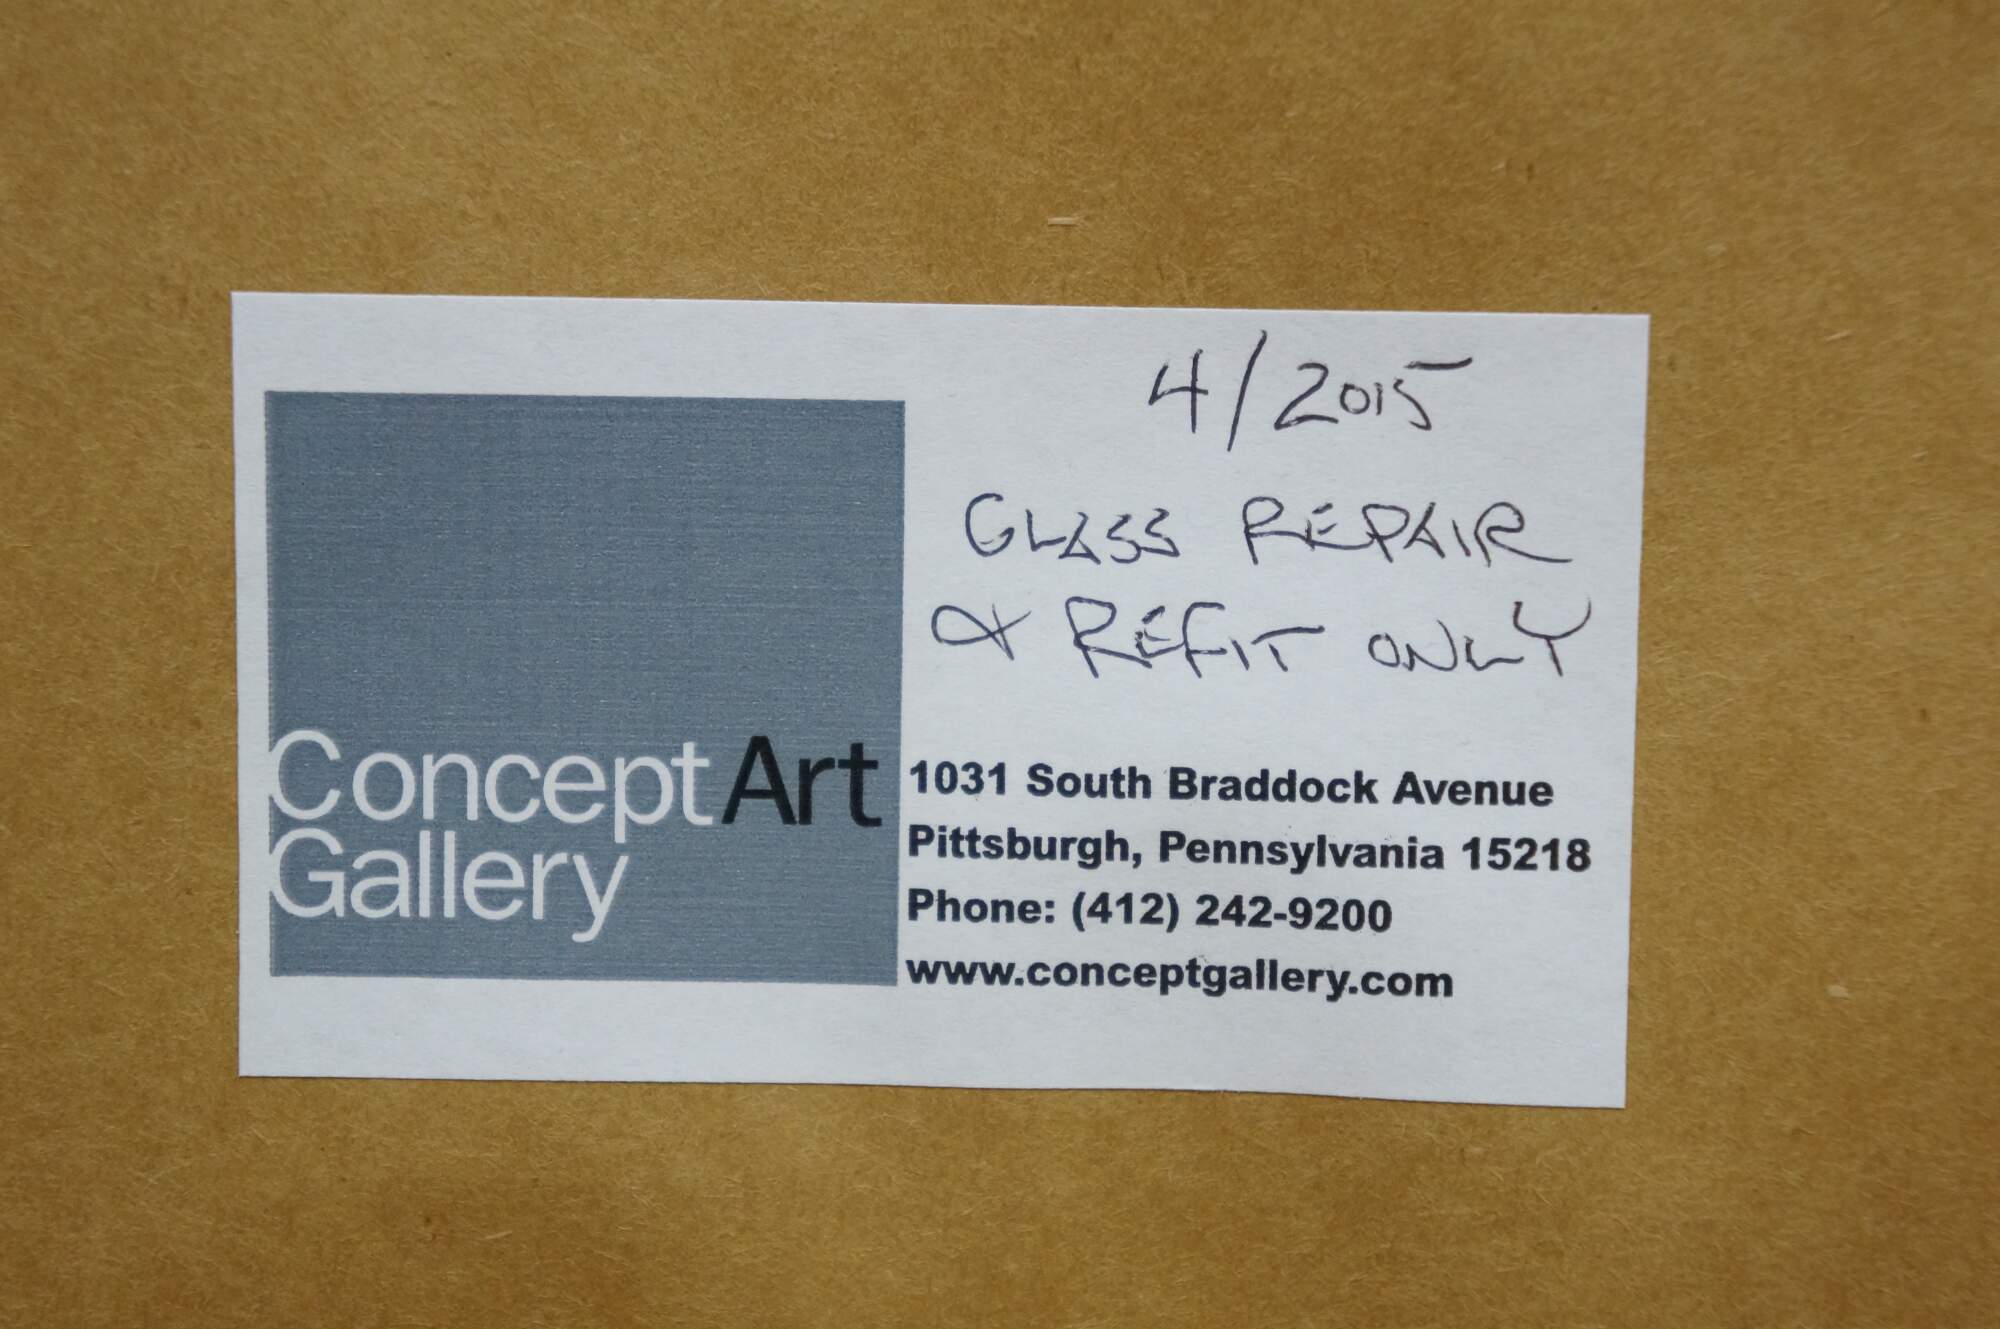 4/2015
GLASS REPAIR
& REFIT ONLY
Concept Art
Gallery
1031 South Braddock Avenue
Pittsburgh, Pennsylvania 15218
Phone: (412) 242-9200
www.conceptgallery.com